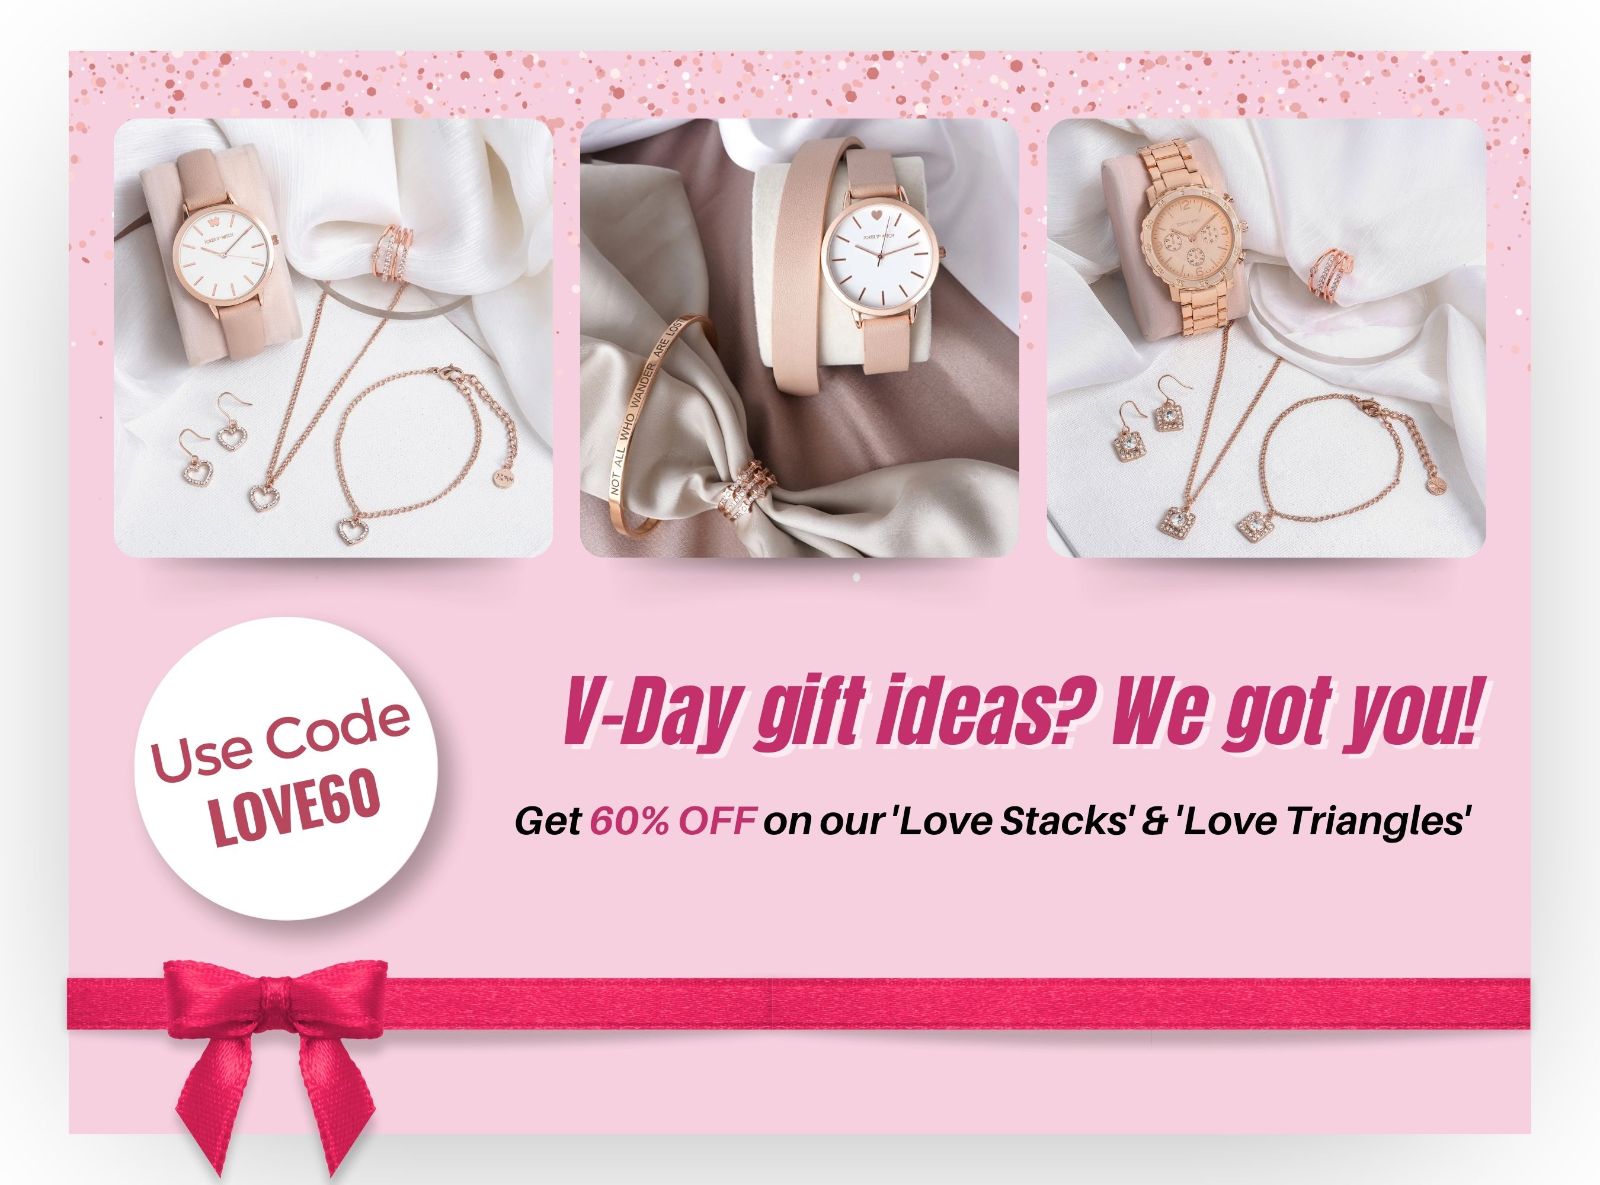 NOT ALL WHO WANDER ARE LOST
Use Code
LOVE60
V-Day gift ideas? We got you!
Get 60% OFF on our 'Love Stacks' & 'Love Triangles'